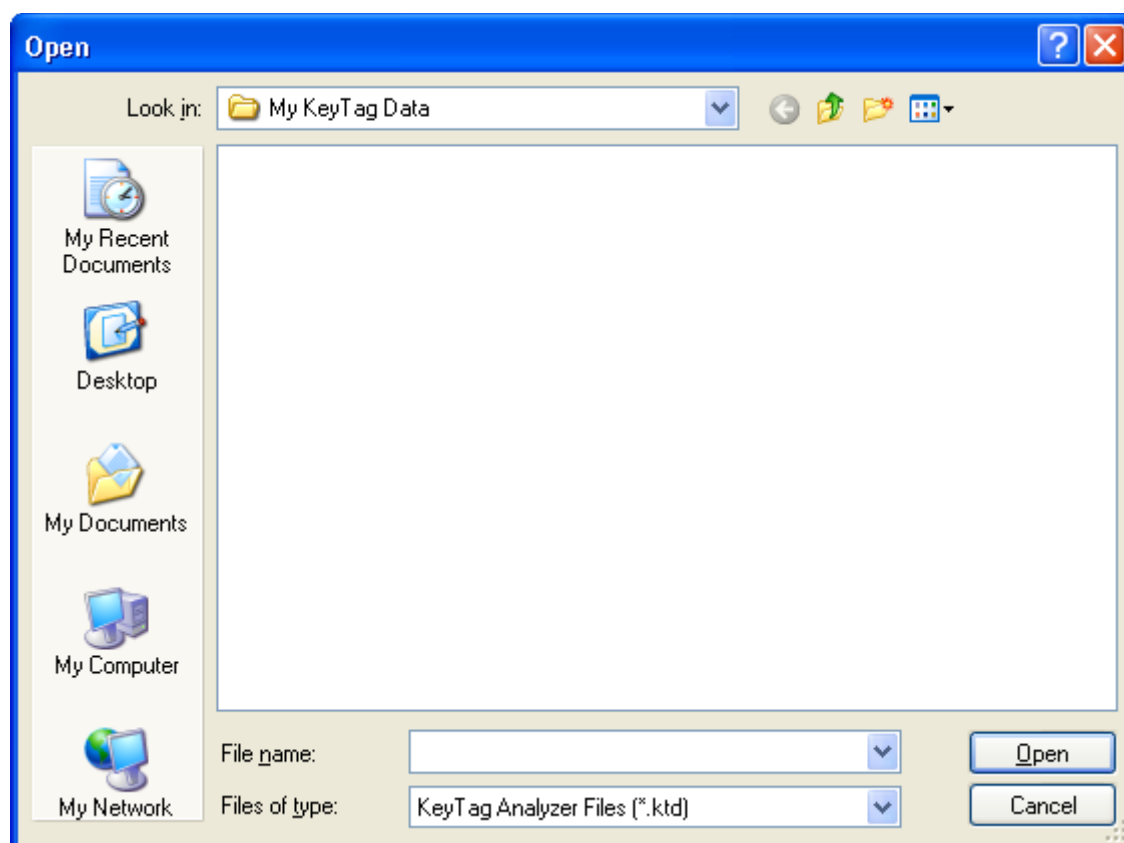 Open
Look in:
My KeyTag Data
My Recent
Documents
Desktop
My Documents
My Computer
My Network
File name:
Open
Files of type:
KeyTag Analyzer Files (*.ktd)
Cancel